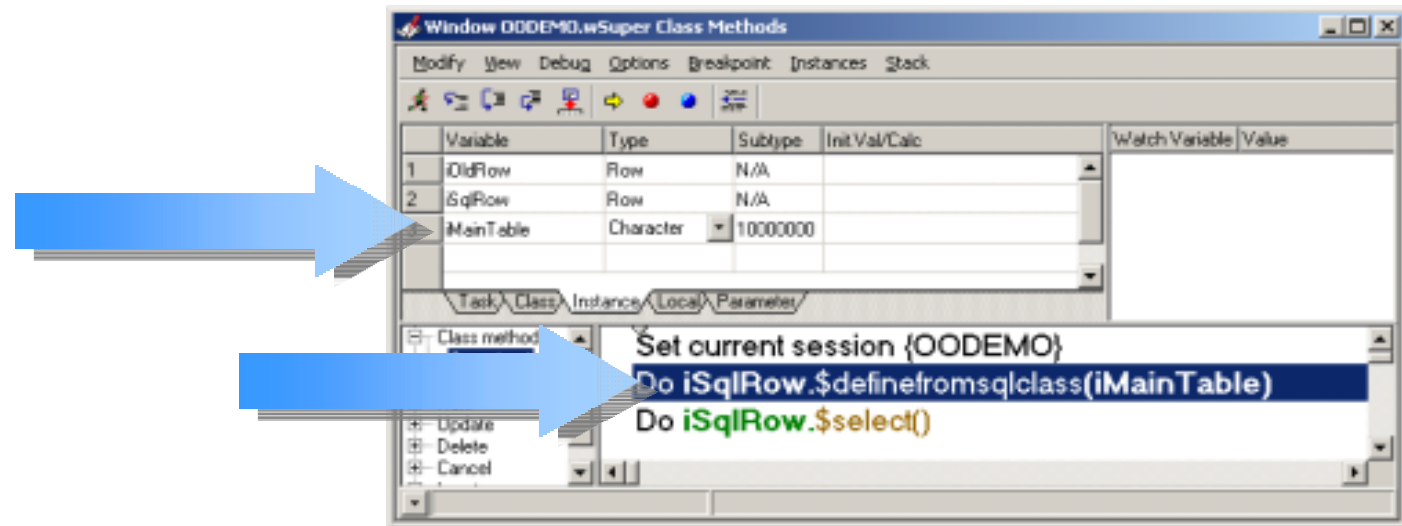 Window OODEMO.wSuper Class Methods
Modify View Debug Options Breakpoint Instances Stack
Variable Type Subtype Init.Val/Calc Watch Variable Value
1 iOldRow Row N/A
2 iSqlRow Row N/A
iMainTable Character 10000000
Task Class Instance Local Parameter
Class method
Set current session {OODEMO}
Do iSqlRow.$definefromsqlclass(iMainTable)
Do iSqlRow.$select()
Update
Delete
Cancel